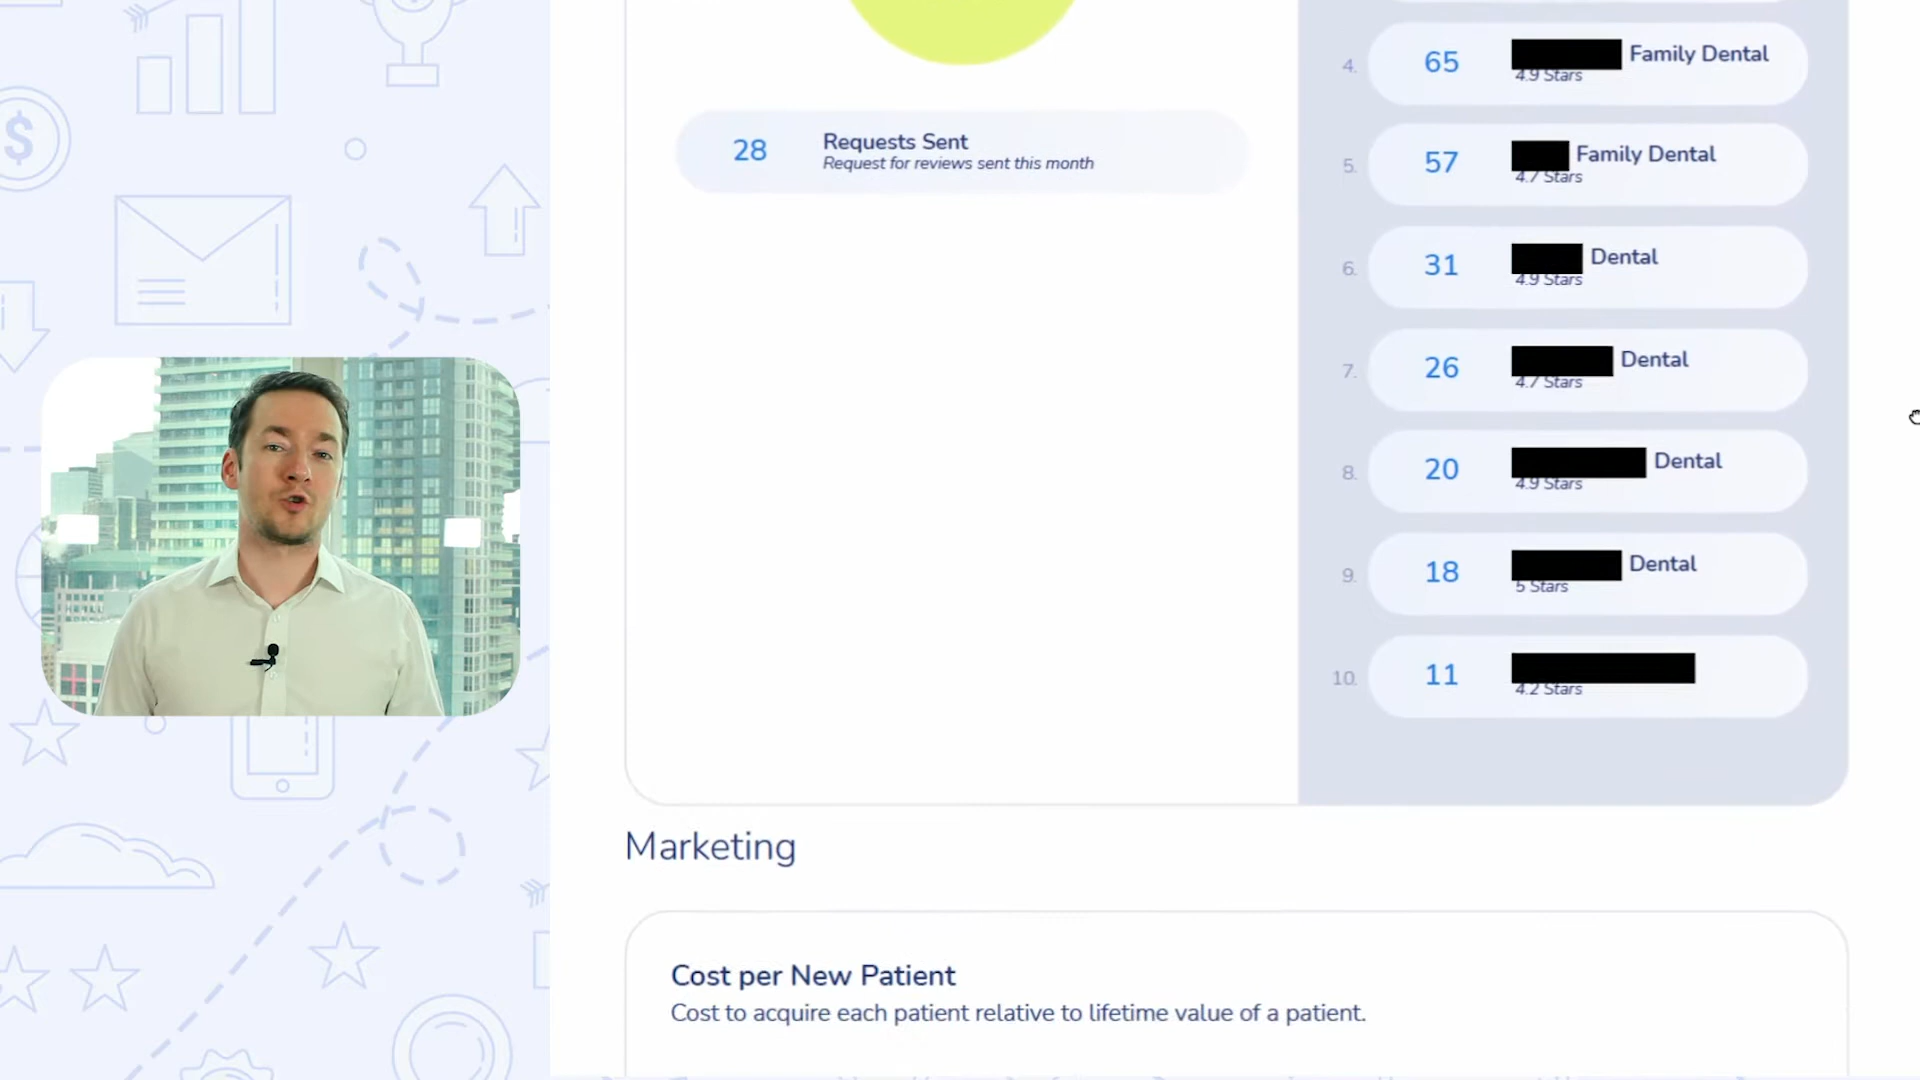 28
Requests Sent
Request for reviews sent this month
4.
65
Family Dental
4.9 Stars
5.
57
Family Dental
4.7 Stars
6.
31
Dental
4.9 Stars
7.
26
Dental
4.7 Stars
8.
20
Dental
4.9 Stars
9.
18
Dental
5 Stars
10.
11
4.2 Stars
Marketing
Cost per New Patient
Cost to acquire each patient relative to lifetime value of a patient.
$